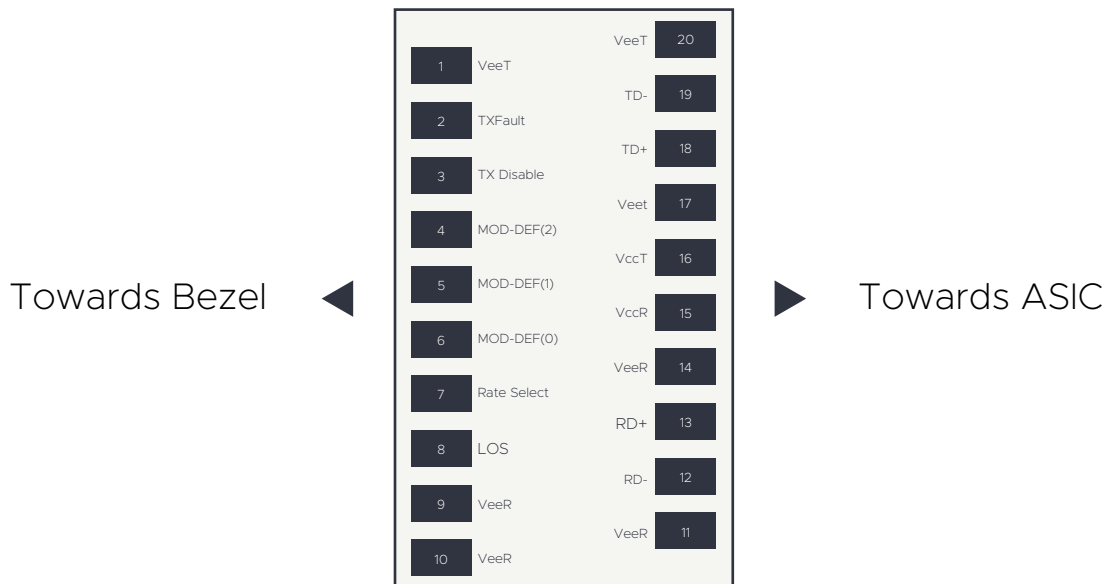 VeeT 20
1 VeeT
TD- 19
2 TXFault
TD+ 18
3 TX Disable
Veet 17
4 MOD-DEF(2)
VccT 16
5 MOD-DEF(1)
Towards Bezel
Towards ASIC
VccR 15
6 MOD-DEF(0)
VeeR 14
7 Rate Select
RD+ 13
8 LOS
RD- 12
9 VeeR
VeeR 11
10 VeeR